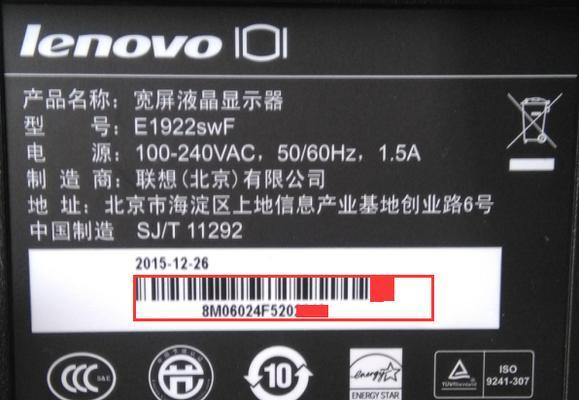 lenovo
产品名称：宽屏液晶显示器
型 号：E1922swF
电 源：100-240VAC，50/60Hz，1.5A
制 造 商：联想(北京)有限公司
地 址：北京市海淀区上地信息产业基地创业路6号
中国制造 SJ/T 11292
2015-12-26
8M06024F520
CCC S&E 10 energy ENERGY STAR TÜVRheinland ISO 9241-307